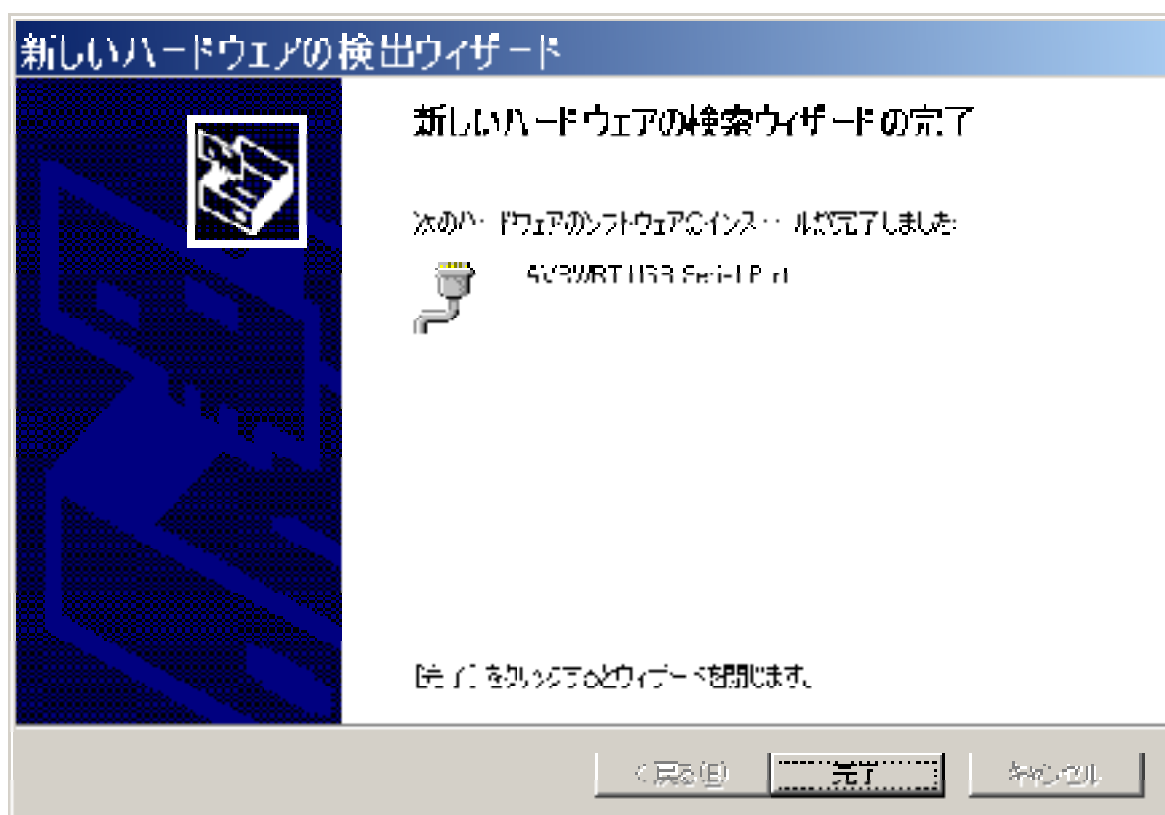 新しいハードウェアの検出ウィザード
新しいハードウェアの検索ウィザードの完了
次のハードウェアのソフトウェアのインストールが完了しました:
AVRWRT USB Serial Port
[完了] をクリックするとウィザードを閉じます。
< 戻る(B)
完了
キャンセル